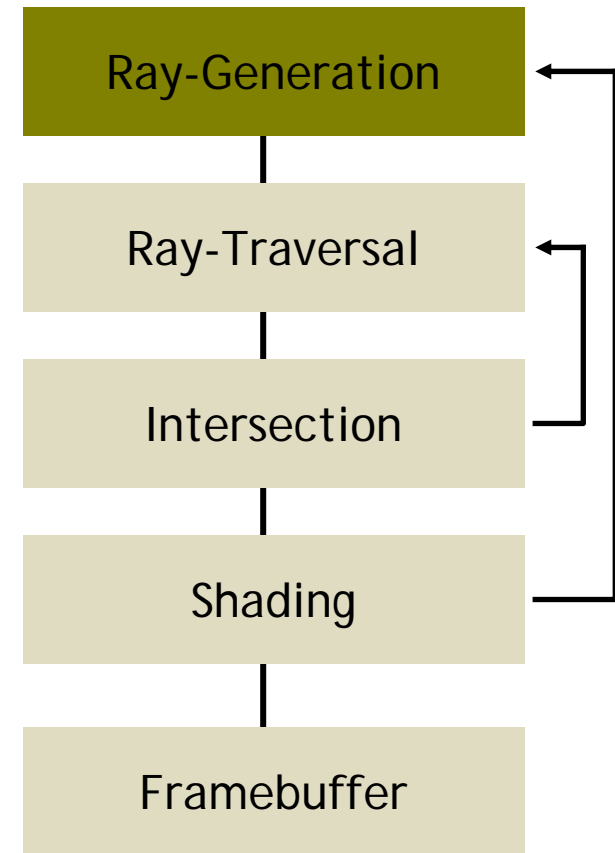 Ray-Generation
Ray-Traversal
Intersection
Shading
Framebuffer